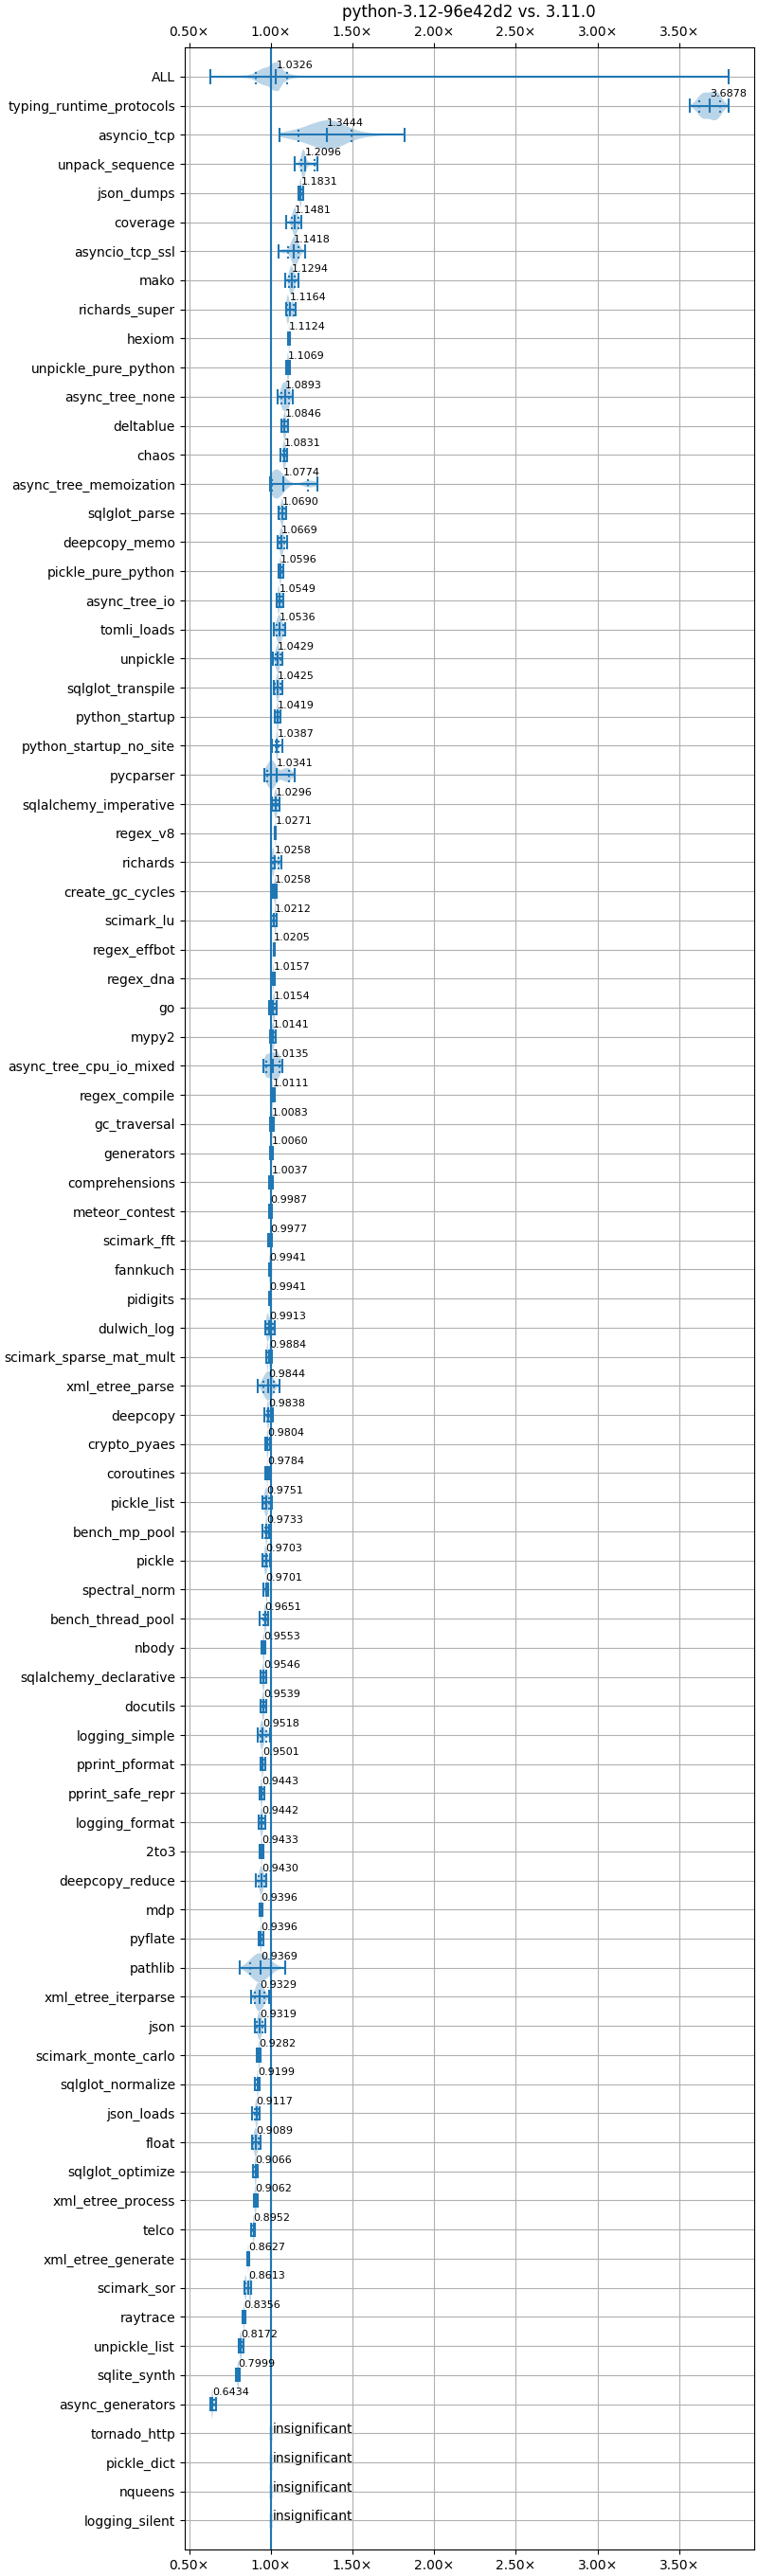 python-3.12-96e42d2 vs. 3.11.0
0.50× 1.00× 1.50× 2.00× 2.50× 3.00× 3.50×
ALL 1.0326
typing_runtime_protocols 3.6878
asyncio_tcp 1.3444
unpack_sequence 1.2096
json_dumps 1.1831
coverage 1.1481
asyncio_tcp_ssl 1.1418
mako 1.1294
richards_super 1.1164
hexiom 1.1124
unpickle_pure_python 1.1069
async_tree_none 1.0893
deltablue 1.0846
chaos 1.0831
async_tree_memoization 1.0774
sqlglot_parse 1.0690
deepcopy_memo 1.0669
pickle_pure_python 1.0596
async_tree_io 1.0549
tomli_loads 1.0536
unpickle 1.0429
sqlglot_transpile 1.0425
python_startup 1.0419
python_startup_no_site 1.0387
pycparser 1.0341
sqlalchemy_imperative 1.0296
regex_v8 1.0271
richards 1.0258
create_gc_cycles 1.0258
scimark_lu 1.0212
regex_effbot 1.0205
regex_dna 1.0157
go 1.0154
mypy2 1.0141
async_tree_cpu_io_mixed 1.0135
regex_compile 1.0111
gc_traversal 1.0083
generators 1.0060
comprehensions 1.0037
meteor_contest 0.9987
scimark_fft 0.9977
fannkuch 0.9941
pidigits 0.9941
dulwich_log 0.9913
scimark_sparse_mat_mult 0.9884
xml_etree_parse 0.9844
deepcopy 0.9838
crypto_pyaes 0.9804
coroutines 0.9784
pickle_list 0.9751
bench_mp_pool 0.9733
pickle 0.9703
spectral_norm 0.9701
bench_thread_pool 0.9651
nbody 0.9553
sqlalchemy_declarative 0.9546
docutils 0.9539
logging_simple 0.9518
pprint_pformat 0.9501
pprint_safe_repr 0.9443
logging_format 0.9442
2to3 0.9433
deepcopy_reduce 0.9430
mdp 0.9396
pyflate 0.9396
pathlib 0.9369
xml_etree_iterparse 0.9329
json 0.9319
scimark_monte_carlo 0.9282
sqlglot_normalize 0.9199
json_loads 0.9117
float 0.9089
sqlglot_optimize 0.9066
xml_etree_process 0.9062
telco 0.8952
xml_etree_generate 0.8627
scimark_sor 0.8613
raytrace 0.8356
unpickle_list 0.8172
sqlite_synth 0.7999
async_generators 0.6434
tornado_http insignificant
pickle_dict insignificant
nqueens insignificant
logging_silent insignificant
0.50× 1.00× 1.50× 2.00× 2.50× 3.00× 3.50×